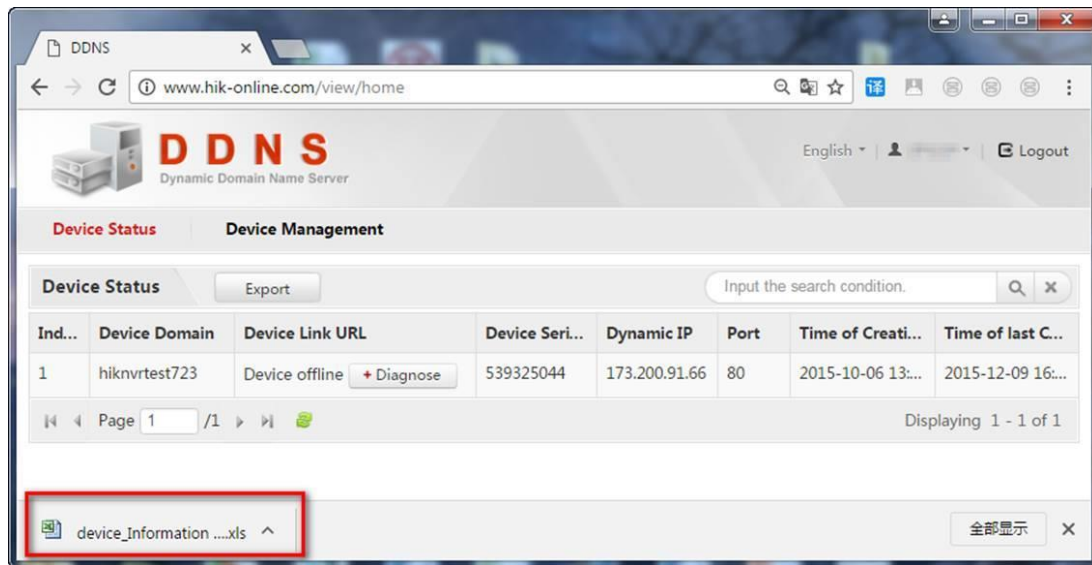 DDNS
www.hik-online.com/view/home
译
DDNS
Dynamic Domain Name Server
English
Logout
Device Status Device Management
Device Status Export Input the search condition.
Ind... Device Domain Device Link URL Device Seri... Dynamic IP Port Time of Creati... Time of last C...
1 hiknvrtest723 Device offline + Diagnose 539325044 173.200.91.66 80 2015-10-06 13:... 2015-12-09 16:...
Page 1 /1 Displaying 1 - 1 of 1
device_Information ....xls 全部显示